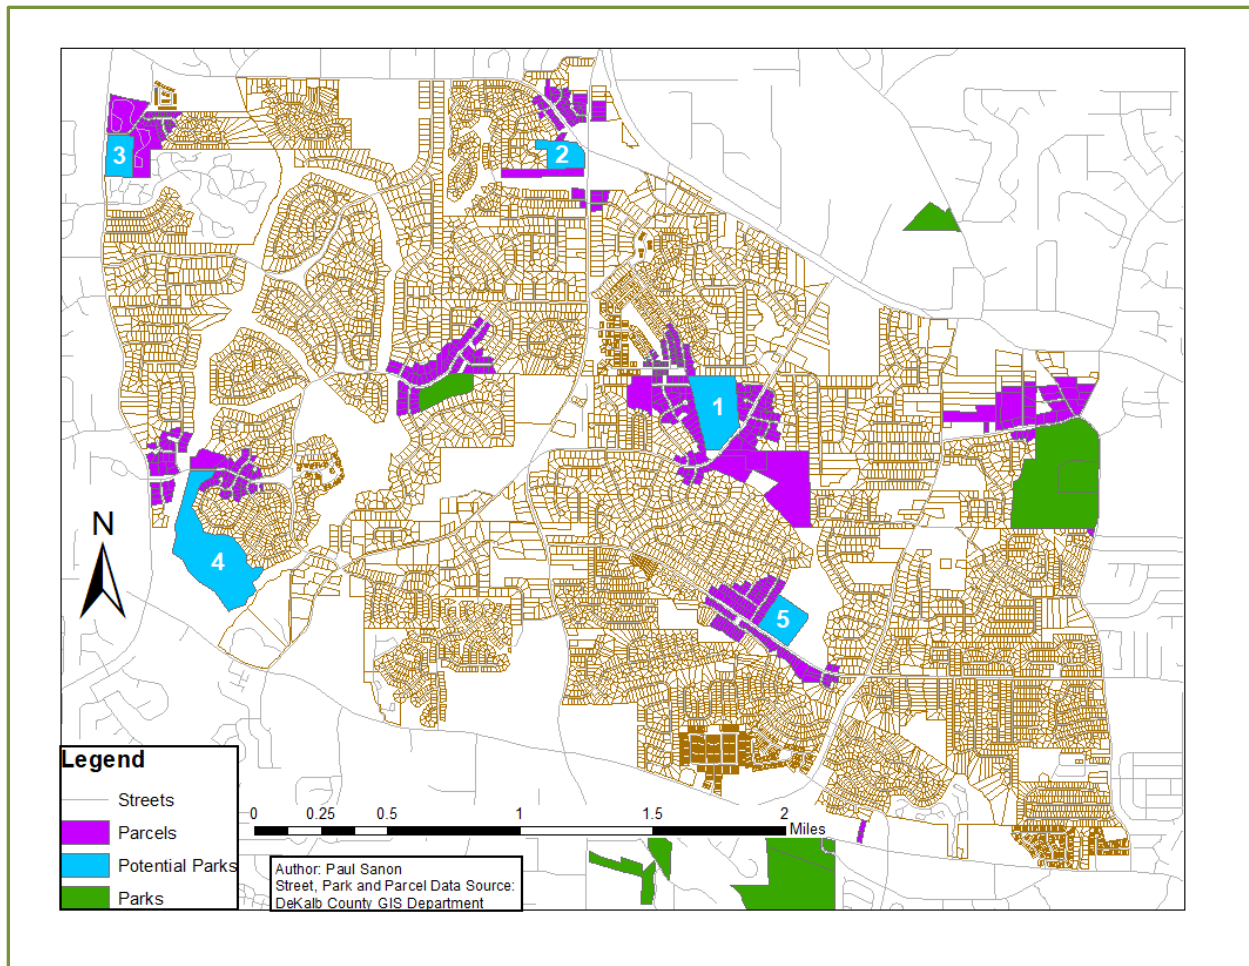 3
2
1
4
5
N
Legend
Streets
Parcels
Potential Parks
Parks
0 0.25 0.5 1 1.5 2
Miles
Author: Paul Sanon
Street, Park and Parcel Data Source:
DeKalb County GIS Department